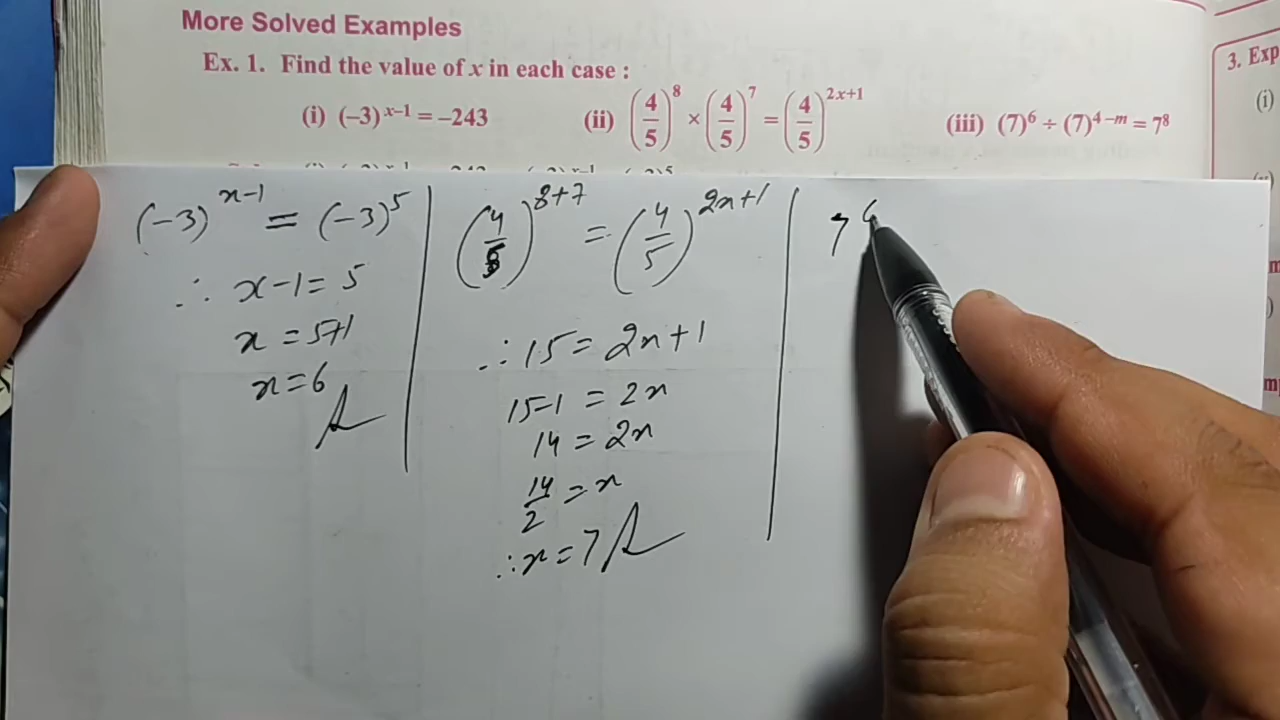 More Solved Examples
Ex. 1. Find the value of x in each case :
(i) (−3)^{x−1} = −243
(ii) (4/5)^8 × (4/5)^7 = (4/5)^{2x+1}
(iii) (7)^6 ÷ (7)^{4−m} = 7^8
3. Exp
(i)
(−3)^{x−1} = (−3)^5
∴ x−1=5
x=5+1
x=6
(4/5)^{8+7} = (4/5)^{2x+1}
∴ 15=2x+1
15−1=2x
14=2x
14/2=x
∴ x=7
7^6